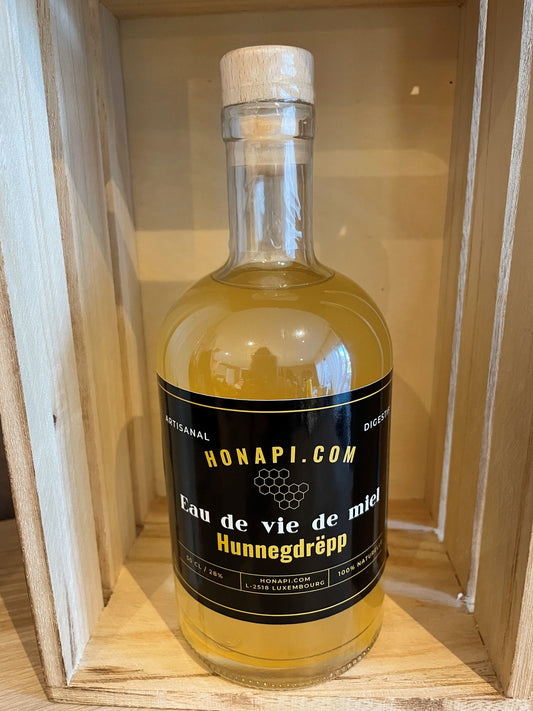 ARTISANAL
DIGESTIF
HONAPI.COM
Eau de vie de miel
Hunnegdrëpp
50 CL / 28%
HONAPI.COM
L-2518 LUXEMBOURG
100% NATUREL